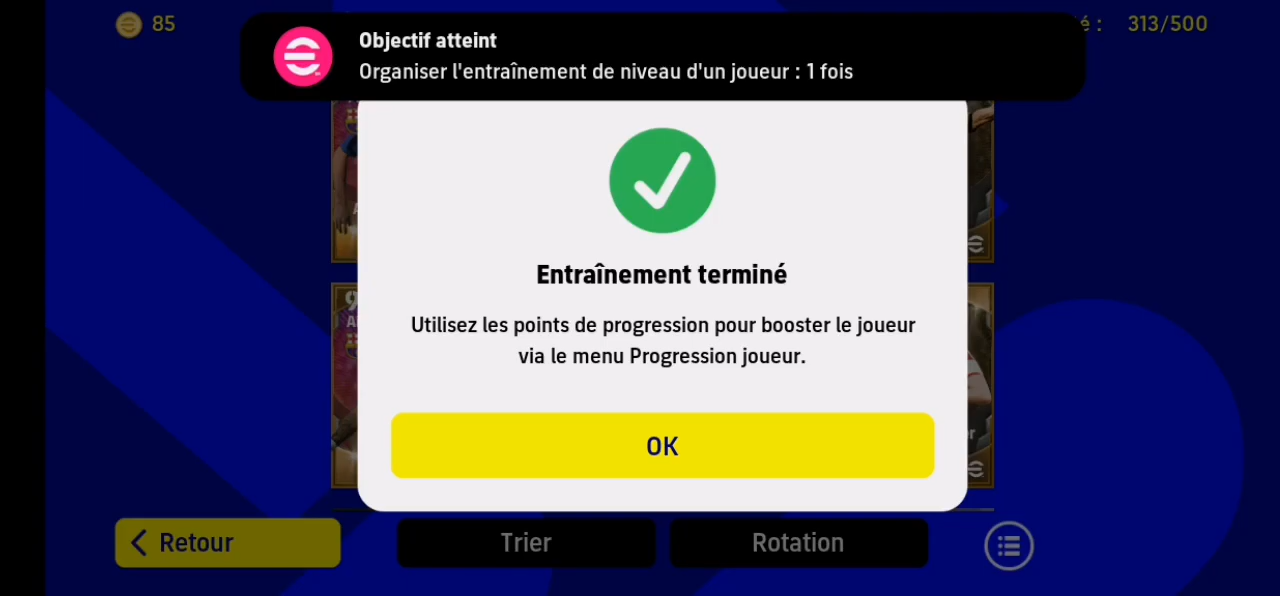 85
Objectif atteint
Organiser l'entraînement de niveau d'un joueur : 1 fois
é : 313/500
Entraînement terminé
Utilisez les points de progression pour booster le joueur
via le menu Progression joueur.
OK
Retour
Trier
Rotation